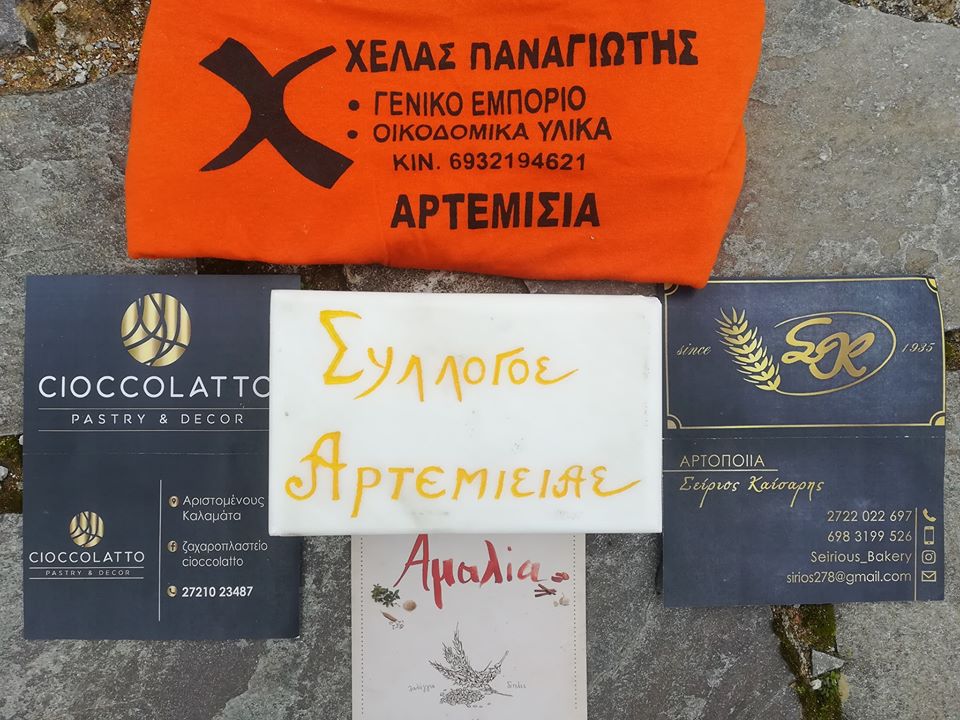 ΧΕΛΑΣ ΠΑΝΑΓΙΩΤΗΣ
• ΓΕΝΙΚΟ ΕΜΠΟΡΙΟ
• ΟΙΚΟΔΟΜΙΚΑ ΥΛΙΚΑ
ΚΙΝ. 6932194621
ΑΡΤΕΜΙΣΙΑ
CIOCCOLATTO
PASTRY & DECOR
Αριστομένους
Καλαμάτα
ζαχαροπλαστείο
cioccolatto
27210 23487
CIOCCOLATTO
PASTRY & DECOR
ΣΥΛΛΟΓΟΣ
ΑΡΤΕΜΙΣΙΑΣ
since
ΣΚ
1935
ΑΡΤΟΠΟΙΙΑ
Σείριος Καίσαρης
2722 022 697
698 3199 526
Seirious_Bakery
sirios278@gmail.com
Αμαλία